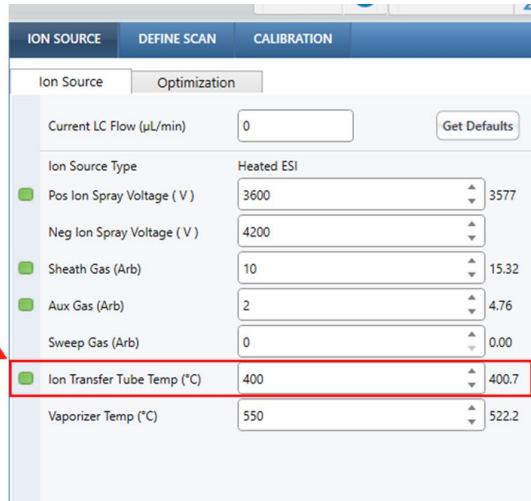 ION SOURCE DEFINE SCAN CALIBRATION
Ion Source Optimization
Current LC Flow (µL/min) 0 Get Defaults
Ion Source Type Heated ESI
Pos Ion Spray Voltage ( V ) 3600 3577
Neg Ion Spray Voltage ( V ) 4200
Sheath Gas (Arb) 10 15.32
Aux Gas (Arb) 2 4.76
Sweep Gas (Arb) 0 0.00
Ion Transfer Tube Temp (°C) 400 400.7
Vaporizer Temp (°C) 550 522.2